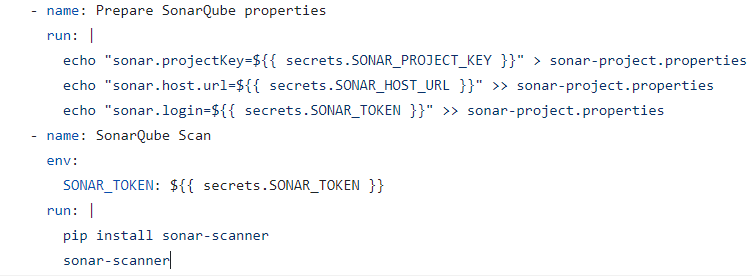 - name: Prepare SonarQube properties
run: |
echo "sonar.projectKey=${{ secrets.SONAR_PROJECT_KEY }}" > sonar-project.properties
echo "sonar.host.url=${{ secrets.SONAR_HOST_URL }}" >> sonar-project.properties
echo "sonar.login=${{ secrets.SONAR_TOKEN }}" >> sonar-project.properties
- name: SonarQube Scan
env:
SONAR_TOKEN: ${{ secrets.SONAR_TOKEN }}
run: |
pip install sonar-scanner
sonar-scanner